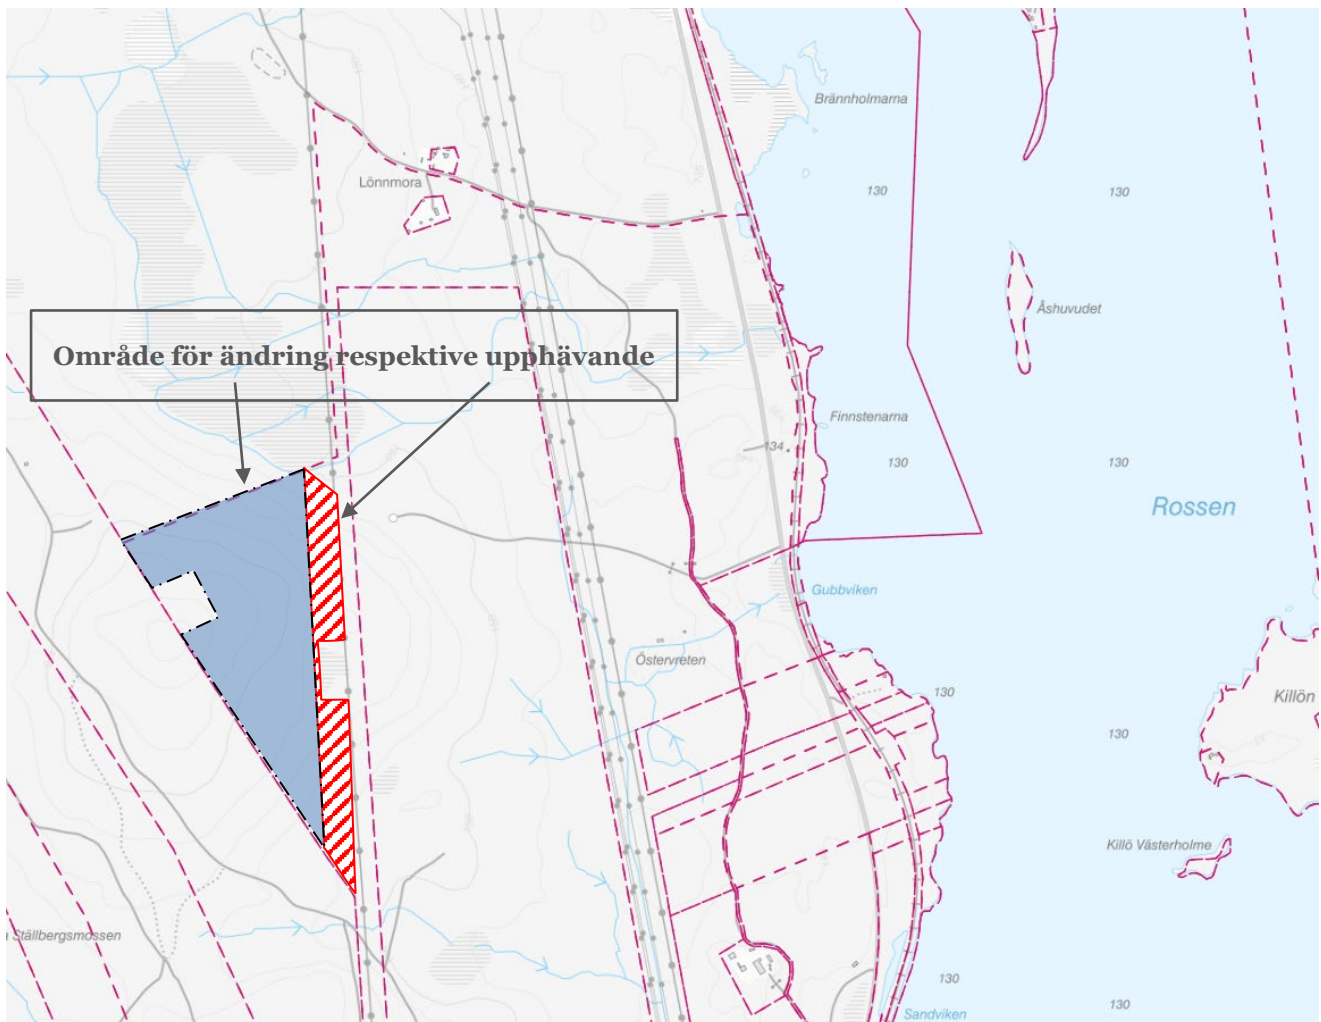 Brännholmarna
Lönnmora
130
130
Åshuvudet
Område för ändring respektive upphävande
Finnstenarna
134
130
130
Rossen
Gubbviken
Östervreten
130
Killön
130
Killö Västerholme
Ställbergsmossen
130
130
Sandviken